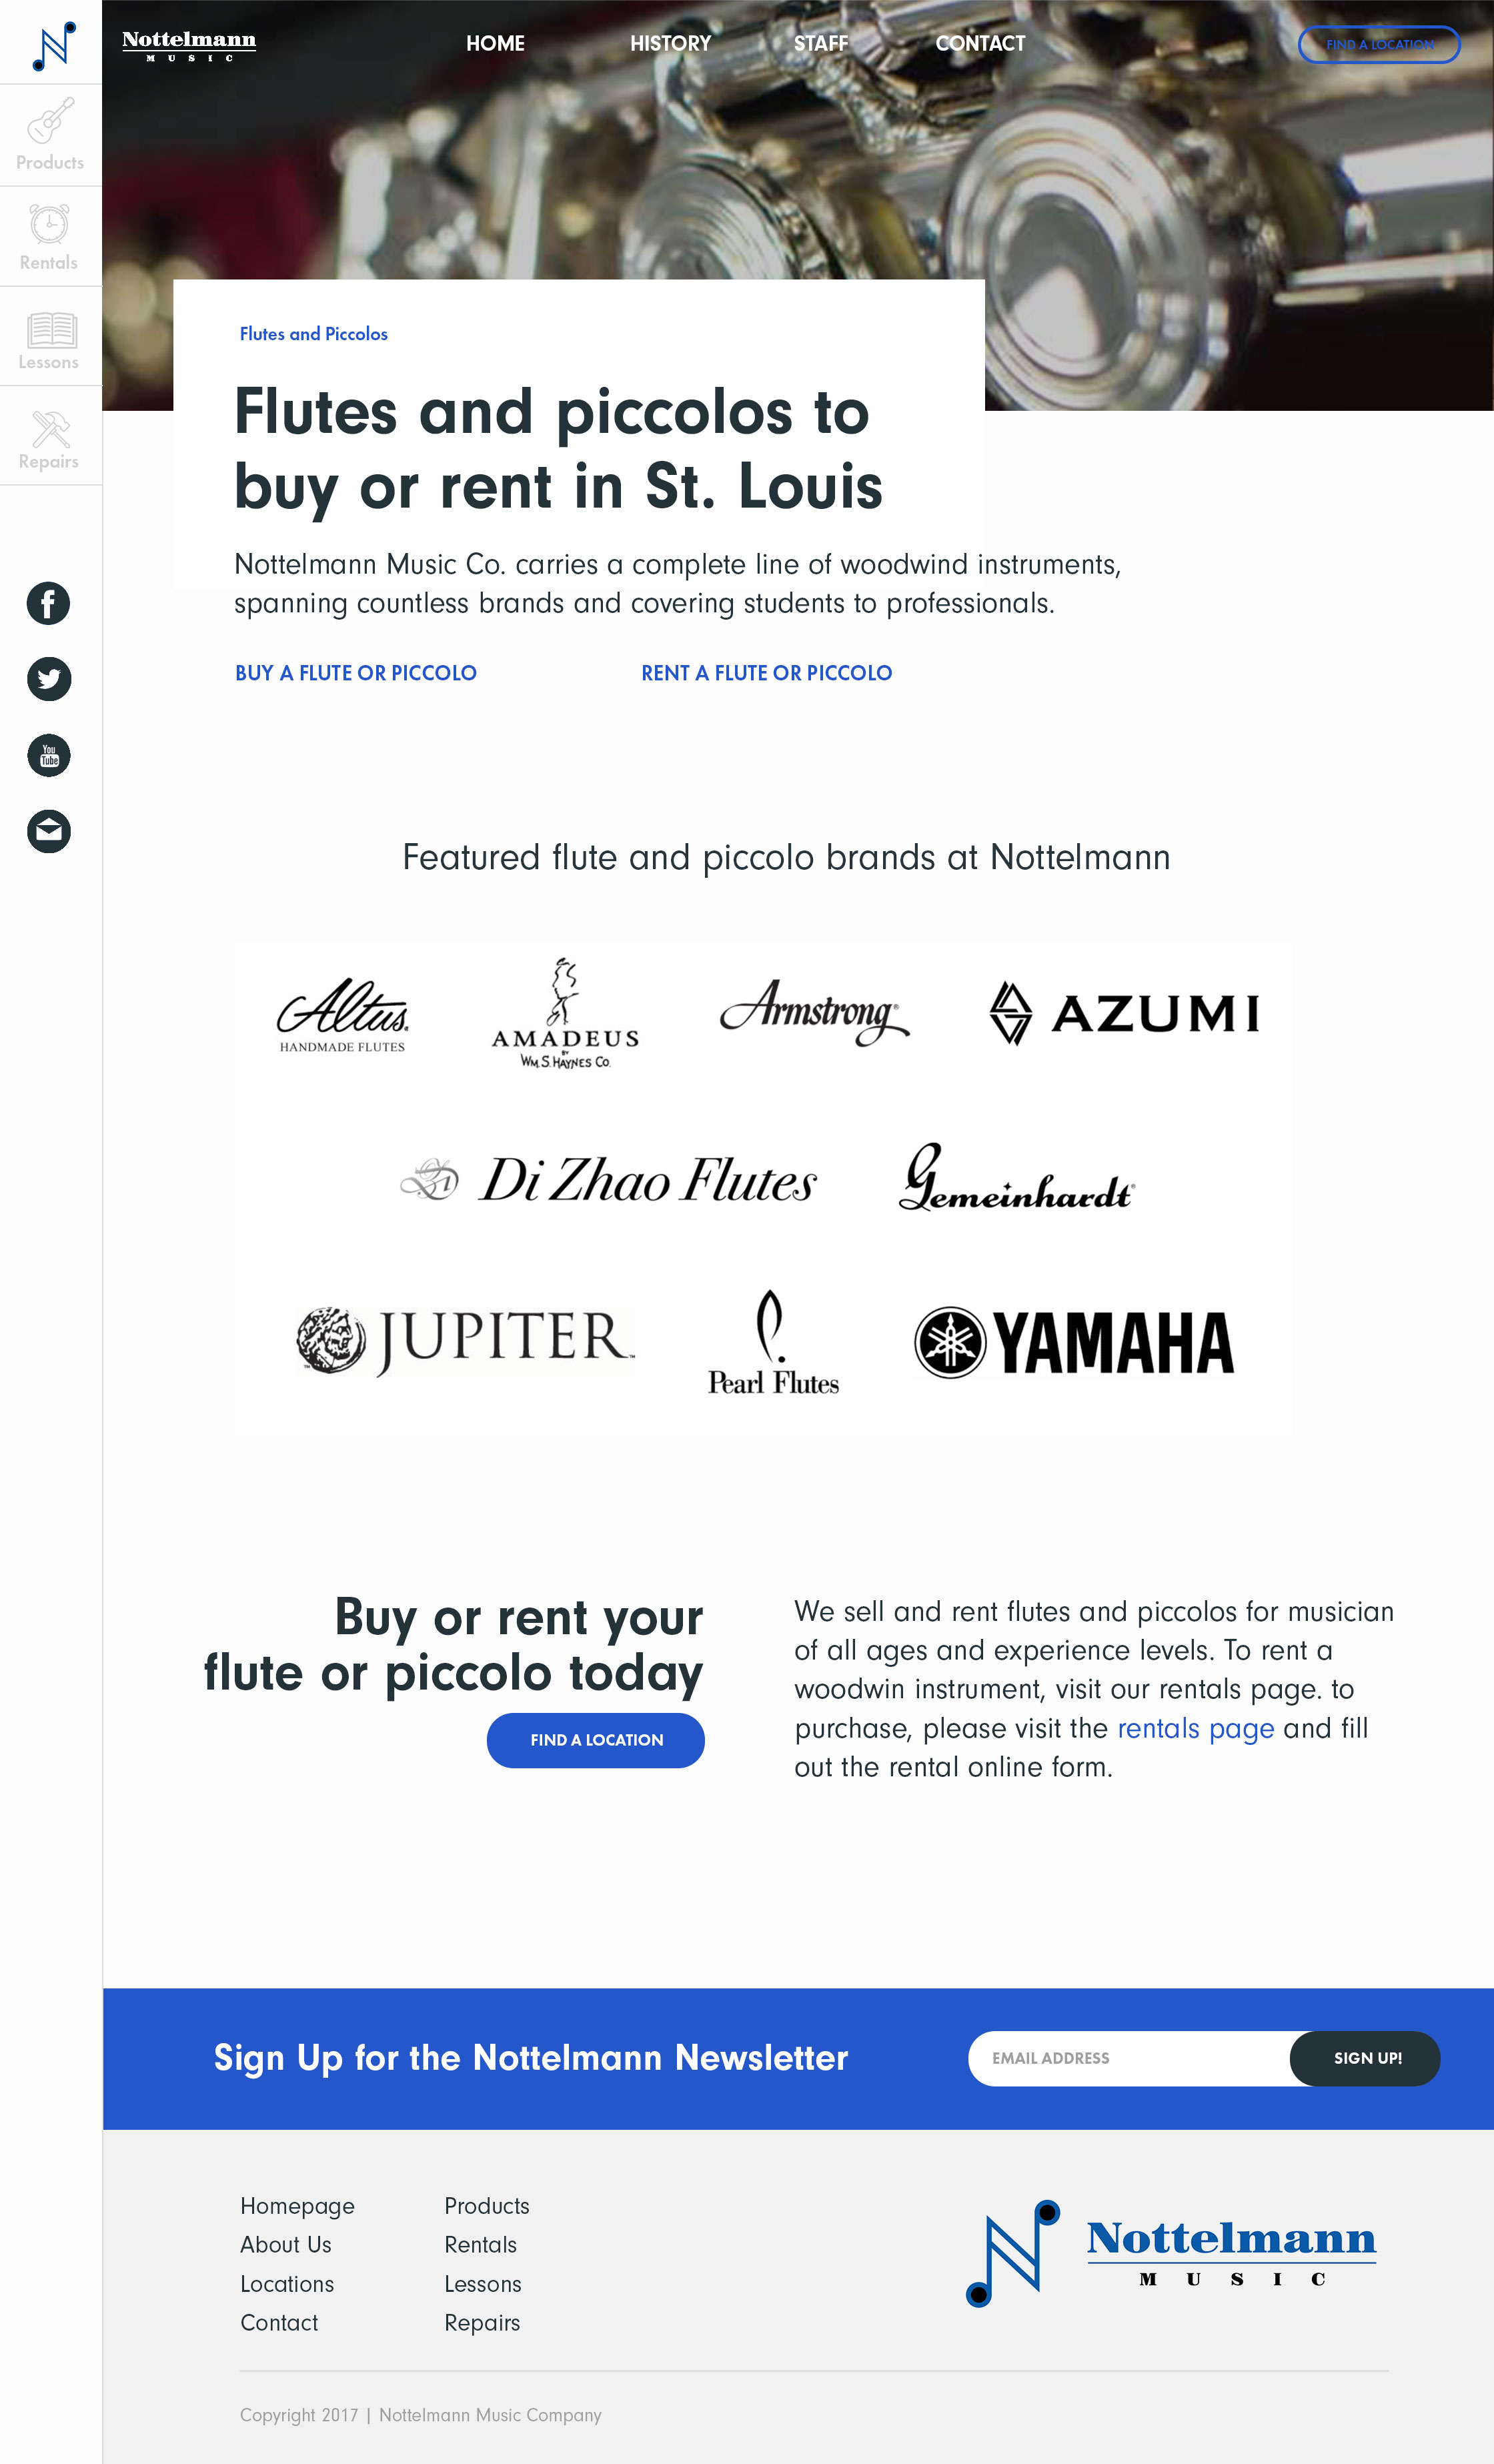 Nottelmann
MUSIC
HOME
HISTORY
STAFF
CONTACT
FIND A LOCATION
Products
Rentals
Lessons
Repairs
You
Tube
Flutes and Piccolos
Flutes and piccolos to
buy or rent in St. Louis
Nottelmann Music Co. carries a complete line of woodwind instruments,
spanning countless brands and covering students to professionals.
BUY A FLUTE OR PICCOLO
RENT A FLUTE OR PICCOLO
Featured flute and piccolo brands at Nottelmann
Altus®
HANDMADE FLUTES
AMADEUS
BY
WM.S.HAYNES CO.
Armstrong®
AZUMI
Di Zhao Flutes
Gemeinhardt®
JUPITER™
Pearl Flutes
YAMAHA
Buy or rent your
flute or piccolo today
FIND A LOCATION
We sell and rent flutes and piccolos for musician
of all ages and experience levels. To rent a
woodwin instrument, visit our rentals page. to
purchase, please visit the rentals page and fill
out the rental online form.
Sign Up for the Nottelmann Newsletter
EMAIL ADDRESS
SIGN UP!
Homepage
About Us
Locations
Contact
Products
Rentals
Lessons
Repairs
Nottelmann
MUSIC
Copyright 2017 | Nottelmann Music Company